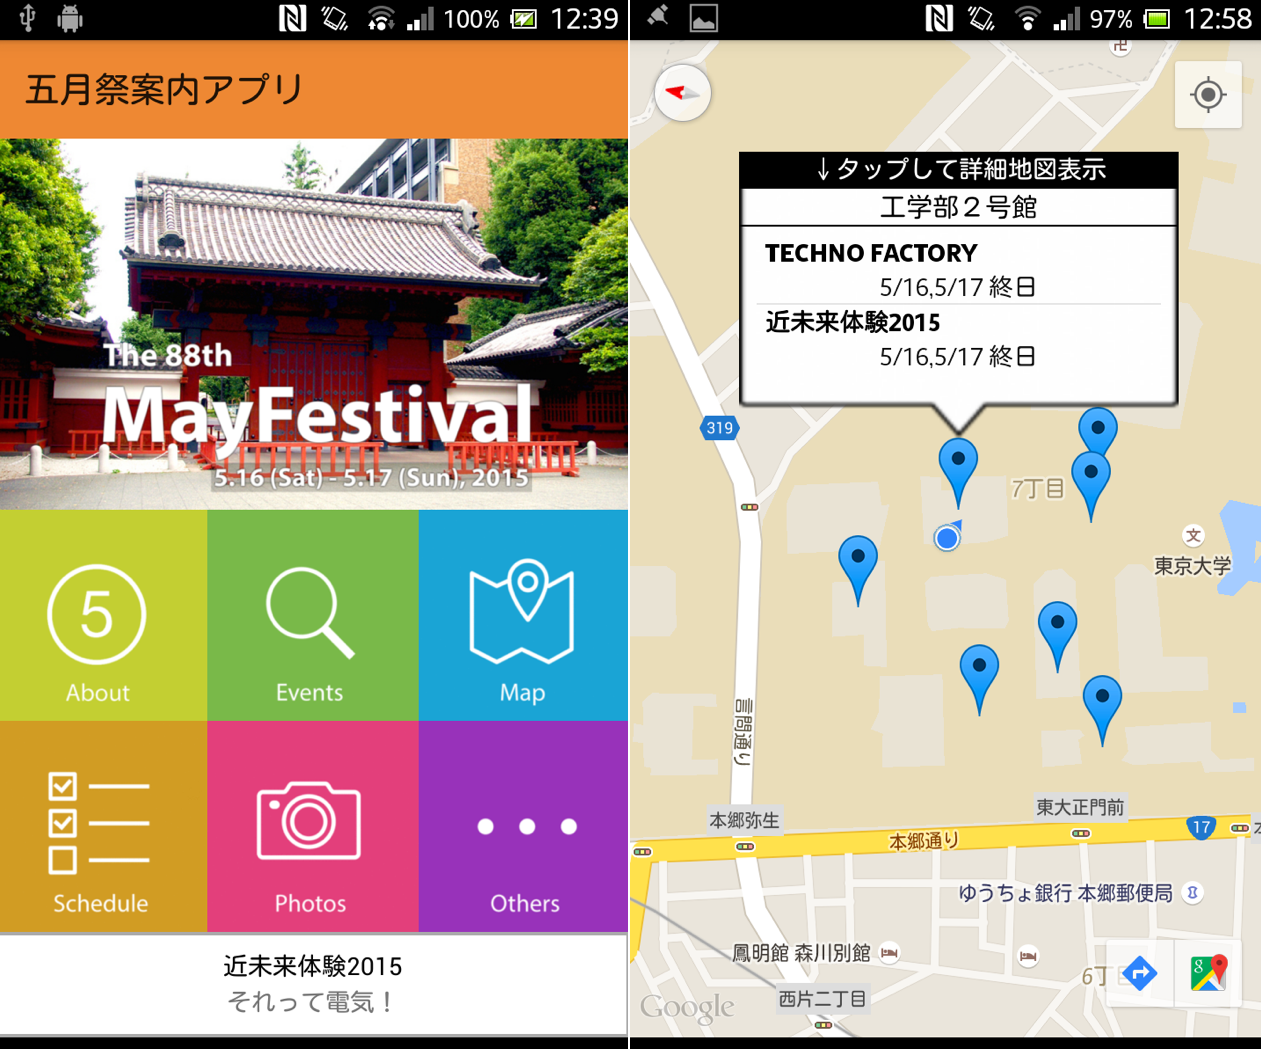 100% 12:39
五月祭案内アプリ
The 88th
MayFestival
5.16 (Sat) - 5.17 (Sun), 2015
5
About
Events
Map
Schedule
Photos
Others
近未来体験2015
それって電気！
97% 12:58
↓タップして詳細地図表示
工学部２号館
TECHNO FACTORY
5/16,5/17 終日
近未来体験2015
5/16,5/17 終日
319
7丁目
文
東京大学
言問通り
本郷弥生
東大正門前
17
本郷通り
ゆうちょ銀行 本郷郵便局
鳳明館 森川別館
6丁目
西片二丁目
Google